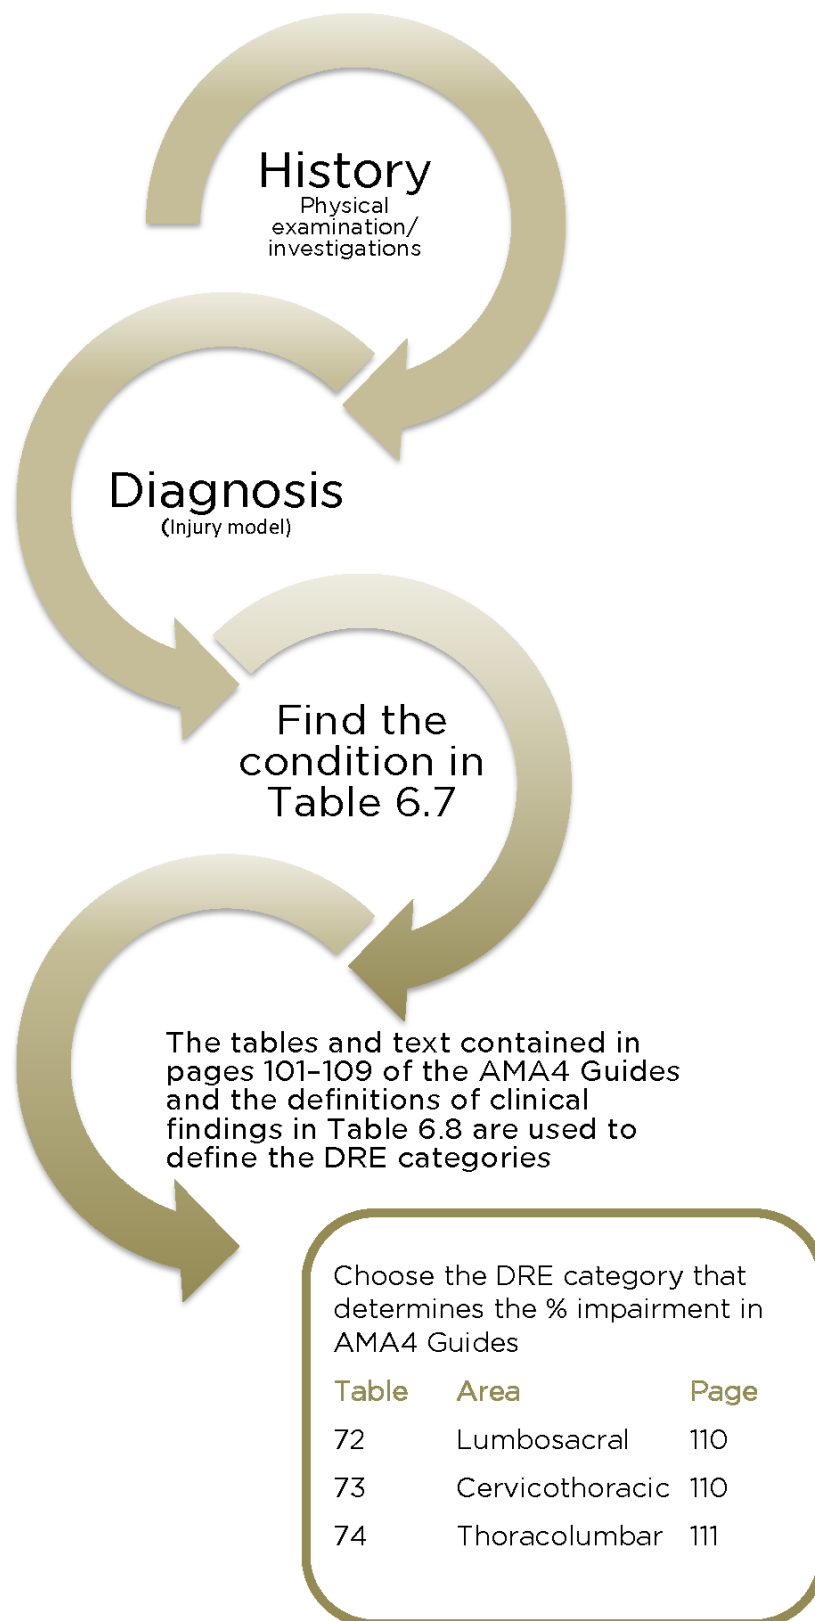 History
Physical
examination/
investigations
Diagnosis
(Injury model)
Find the
condition in
Table 6.7
The tables and text contained in
pages 101–109 of the AMA4 Guides
and the definitions of clinical
findings in Table 6.8 are used to
define the DRE categories
Choose the DRE category that
determines the % impairment in
AMA4 Guides
Table Area Page
72 Lumbosacral 110
73 Cervicothoracic 110
74 Thoracolumbar 111